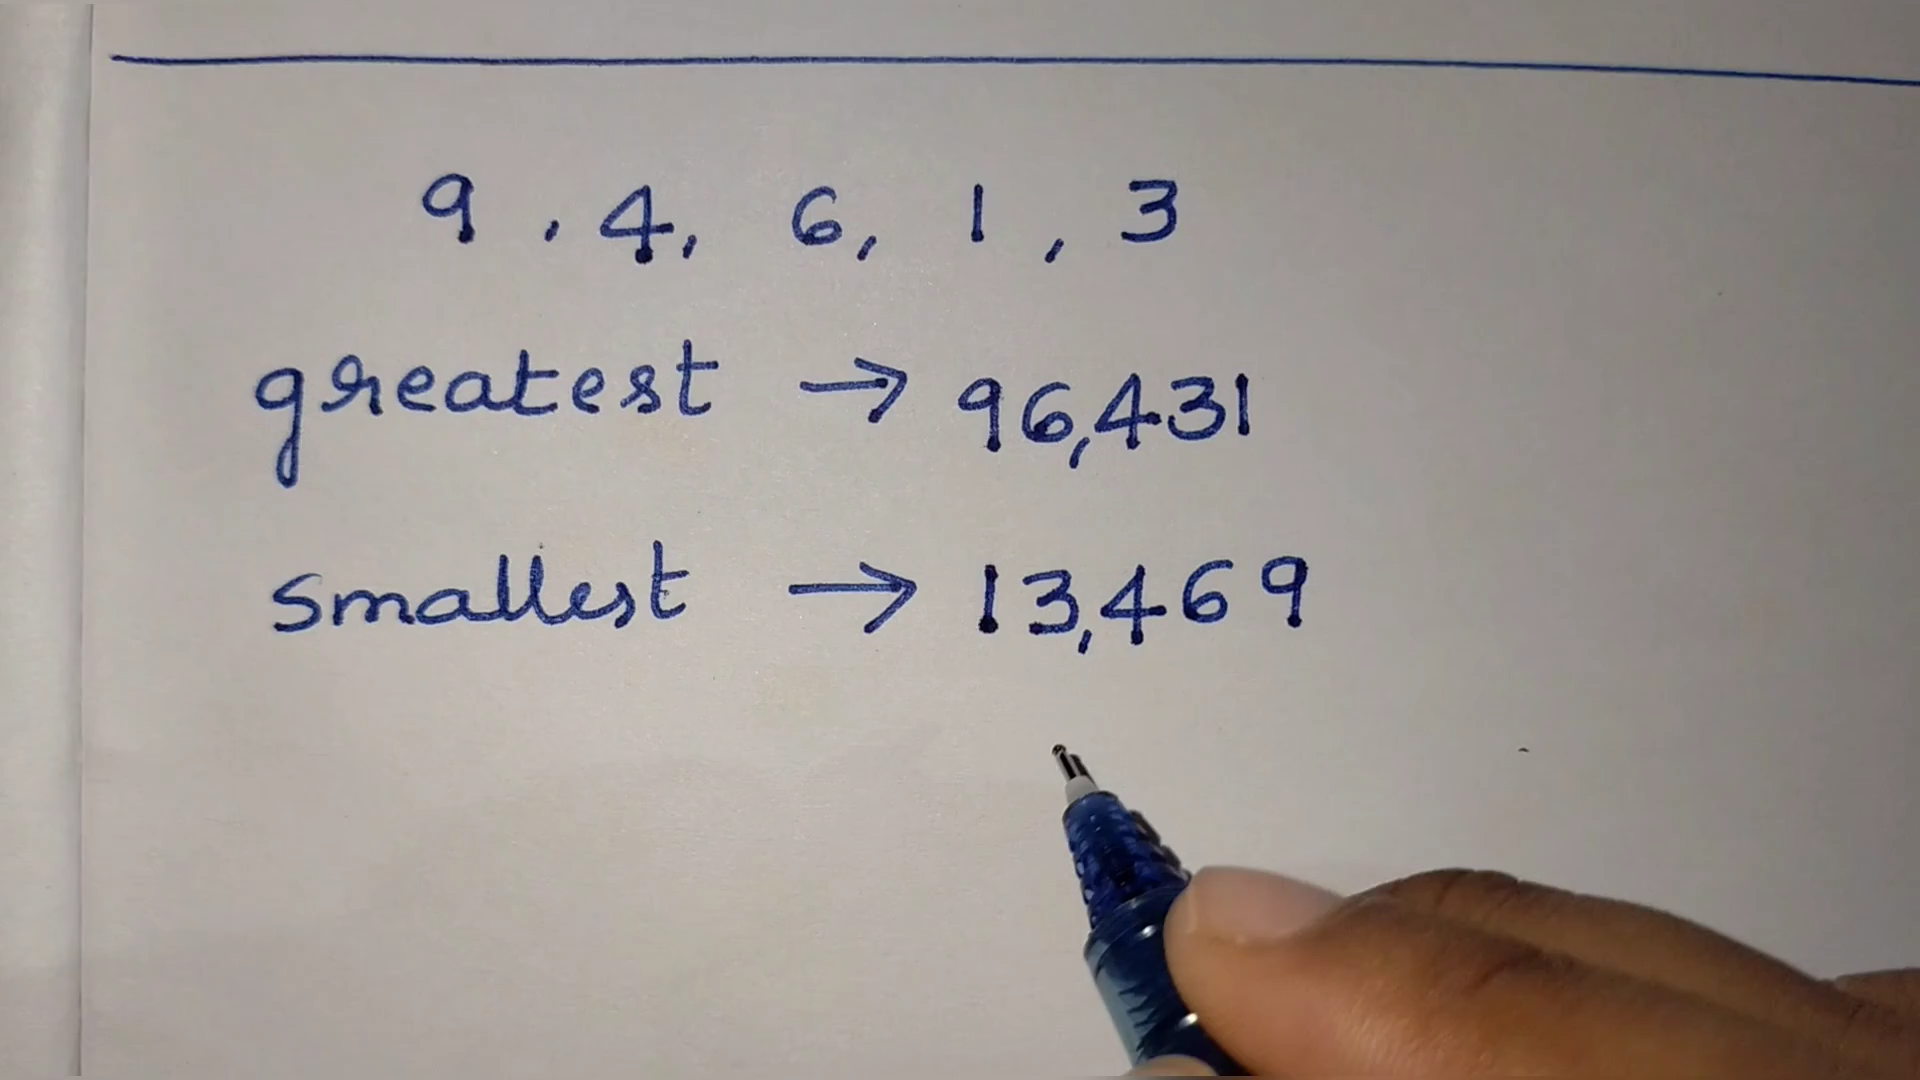 9 , 4, 6, 1 , 3
greatest → 96,431
smallest → 13,469